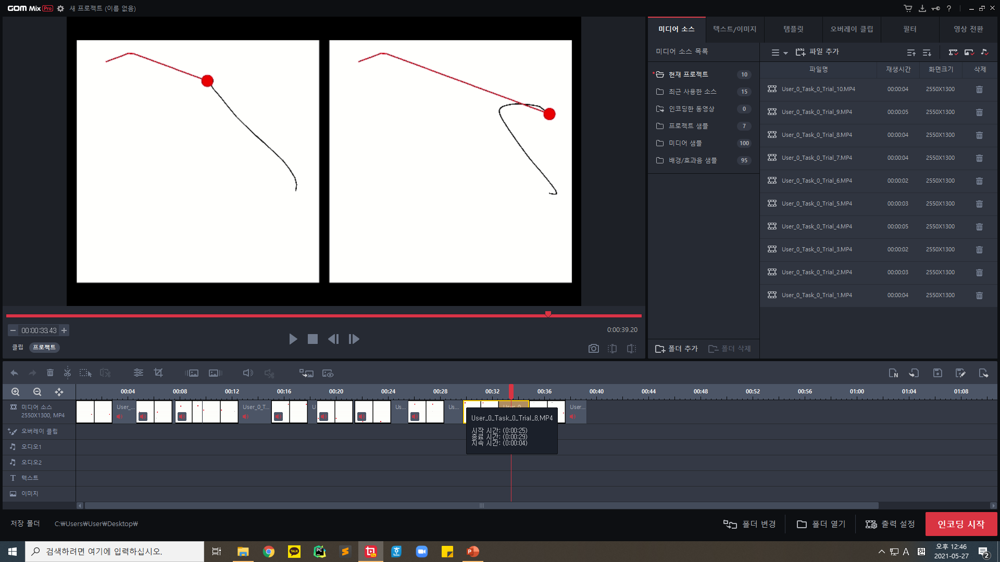 GOM Mix Pro 새 프로젝트 (이름 없음)
미디어 소스 텍스트/이미지 템플릿 오버레이 클립 필터 영상 전환
미디어 소스 목록 파일 추가
파일명 재생시간 화면크기 삭제
현재 프로젝트 10
최근 사용한 소스 15
인코딩한 동영상 0
프로젝트 샘플 7
미디어 샘플 100
배경/효과음 샘플 95
User_0_Task_0_Trial_10.MP4 00:00:04 2550X1300
User_0_Task_0_Trial_9.MP4 00:00:05 2550X1300
User_0_Task_0_Trial_8.MP4 00:00:04 2550X1300
User_0_Task_0_Trial_7.MP4 00:00:04 2550X1300
User_0_Task_0_Trial_6.MP4 00:00:02 2550X1300
User_0_Task_0_Trial_5.MP4 00:00:03 2550X1300
User_0_Task_0_Trial_4.MP4 00:00:05 2550X1300
User_0_Task_0_Trial_3.MP4 00:00:02 2550X1300
User_0_Task_0_Trial_2.MP4 00:00:03 2550X1300
User_0_Task_0_Trial_1.MP4 00:00:04 2550X1300
00:00:33.43 0:00:39.20
클립 프로젝트
폴더 추가 폴더 삭제
00:04 00:08 00:12 00:16 00:20 00:24 00:28 00:32 00:36 00:40 00:44 00:48 00:52 00:56 01:00 01:04 01:08
미디어 소스
2550X1300, MP4
User_... User_0_T... U Us... Us... User_0_ User...
User_0_Task_0_Trial_8.MP4
시작 시간: (0:00:25)
종료 시간: (0:00:29)
지속 시간: (0:00:04)
오버레이 클립
오디오1
오디오2
텍스트
이미지
저장 폴더 C:₩Users₩User₩Desktop₩
폴더 변경 폴더 열기 출력 설정 인코딩 시작
검색하려면 여기에 입력하십시오.
TALK
PC
Pro
P
A 한
오후 12:46
2021-05-27
2